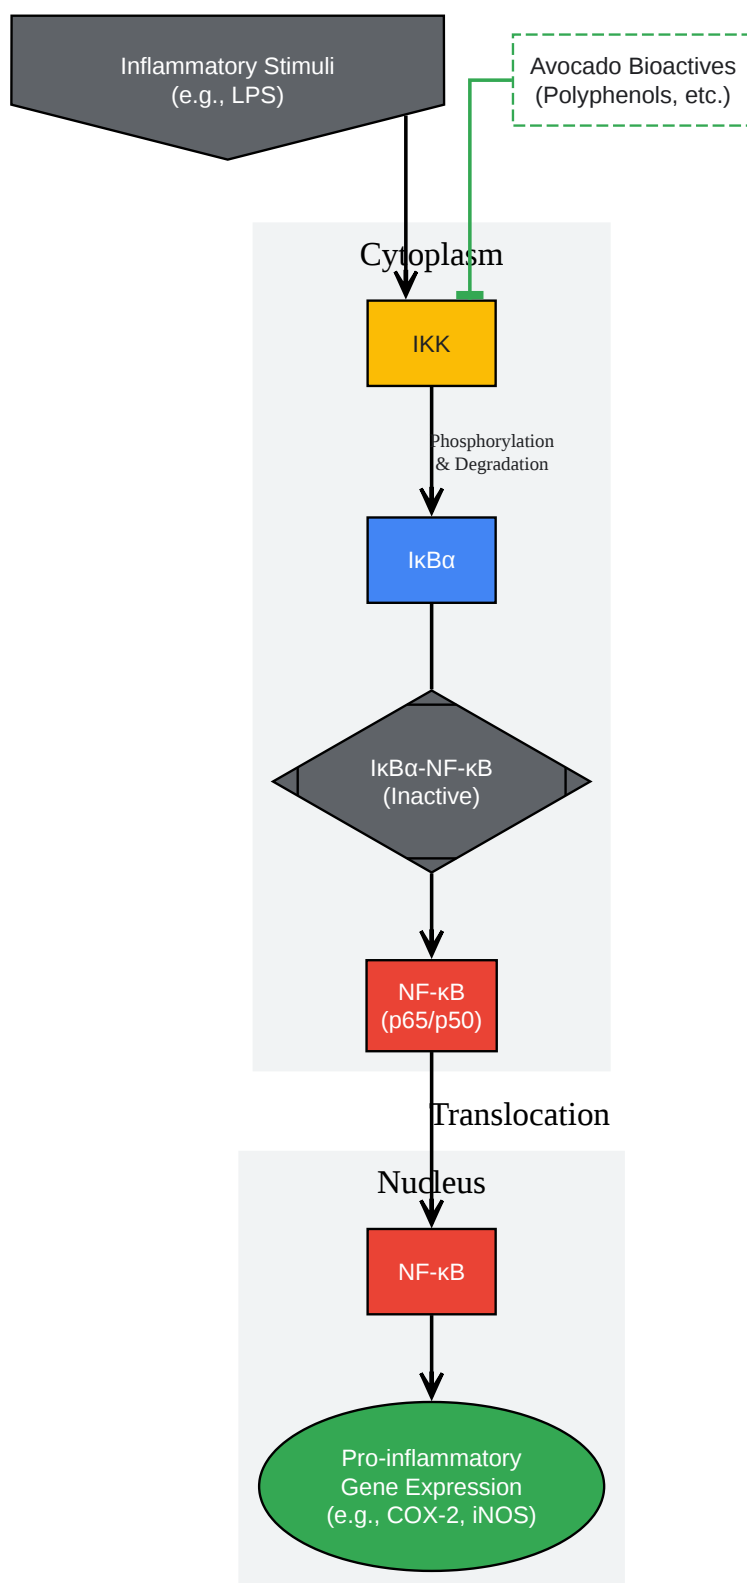 Inflammatory Stimuli
(e.g., LPS)
Avocado Bioactives
(Polyphenols, etc.)
Cytoplasm
IKK
Phosphorylation
& Degradation
IκBα
IκBα-NF-κB
(Inactive)
NF-κB
(p65/p50)
Translocation
Nucleus
NF-κB
Pro-inflammatory
Gene Expression
(e.g., COX-2, iNOS)